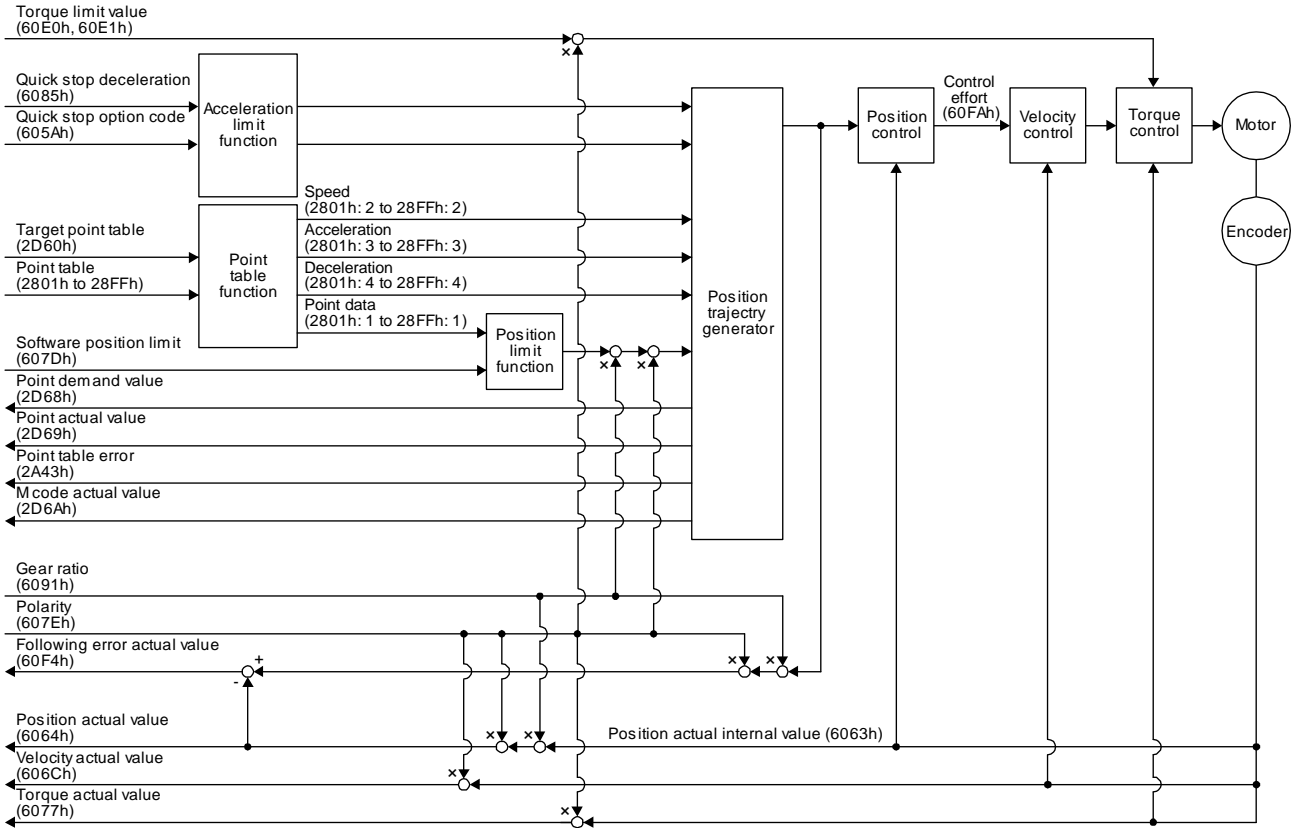 Torque limit value
(60E0h, 60E1h)
×
Quick stop deceleration
(6085h)
Quick stop option code
(605Ah)
Acceleration
limit
function
Control
effort
(60FAh)
Position
control
Velocity
control
Torque
control
Motor
Encoder
Target point table
(2D60h)
Point table
(2801h to 28FFh)
Point
table
function
Speed
(2801h: 2 to 28FFh: 2)
Acceleration
(2801h: 3 to 28FFh: 3)
Deceleration
(2801h: 4 to 28FFh: 4)
Point data
(2801h: 1 to 28FFh: 1)
Position
trajectry
generator
Software position limit
(607Dh)
Position
limit
function
× ×
Point demand value
(2D68h)
Point actual value
(2D69h)
Point table error
(2A43h)
M code actual value
(2D6Ah)
Gear ratio
(6091h)
Polarity
(607Eh)
Following error actual value
(60F4h)
+
-
× ×
Position actual value
(6064h)
× ×
Position actual internal value (6063h)
Velocity actual value
(606Ch)
×
Torque actual value
(6077h)
×